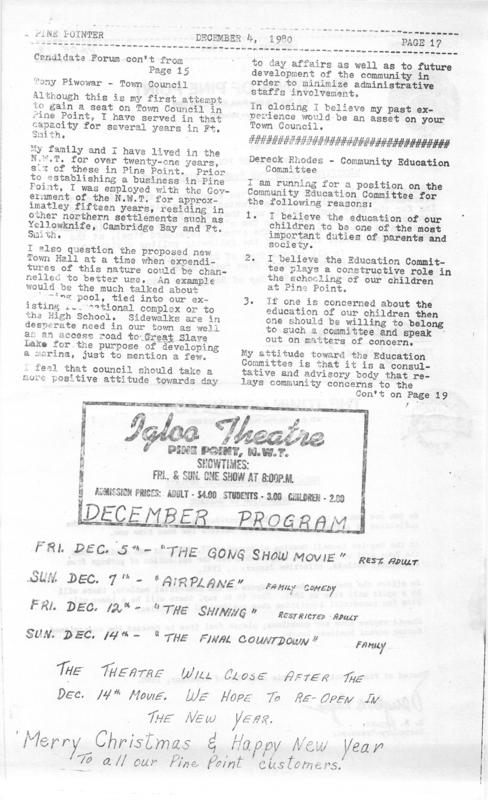 PINE POINTER
DECEMBER 4, 1980
PAGE 17
Candidate Forum con't from
Page 15
Tony Piwowar - Town Council
Although this is my first attempt
to gain a seat on Town Council in
Pine Point, I have served in that
capacity for several years in Ft.
Smith.
My family and I have lived in the
N.W.T. for over twenty-one years,
six of these in Pine Point. Prior
to establishing a business in Pine
Point, I was employed with the Gov-
ernment of the N.W.T. for approx-
imatley fifteen years, residing in
other northern settlements such as
Yellowknife, Cambridge Bay and Ft.
Smith.
I also question the proposed new
Town Hall at a time when expendi-
tures of this nature could be chan-
nelled to better use. An example
would be the much talked about
pool, tied into our ex-
isting complex or to
the High School. Sidewalks are in
desperate need in our town as well
as an access road to Great Slave
Lake for the purpose of developing
a marina, just to mention a few.
I feel that council should take a
more positive attitude towards day
to day affairs as well as to future
development of the community in
order to minimize administrative
staffs involvement.
In closing I believe my past ex-
perience would be an asset on your
Town Council.
###################################
Dereck Rhodes - Community Education
Committee
I am running for a position on the
Community Education Committee for
the following reasons:
1. I believe the education of our
children to be one of the most
important duties of parents and
society.
2. I believe the Education Commit-
tee plays a constructive role in
the schooling of our children
at Pine Point.
3. If one is concerned about the
education of our children then
one should be willing to belong
to such a committee and speak
out on matters of concern.
My attitude toward the Education
Committee is that it is a consul-
tative and advisory body that re-
lays community concerns to the
Con't on Page 19
Igloo Theatre
PINE POINT, N.W.T.
SHOWTIMES:
FRI., & SUN. ONE SHOW AT 8:00P.M.
ADMISSION PRICES: ADULT - $4.00 STUDENTS - 3.00 CHILDREN - 2.00
DECEMBER PROGRAM
FRI. DEC. 5th - "THE GONG SHOW MOVIE" REST. ADULT
SUN. DEC. 7th - "AIRPLANE" FAMILY COMEDY
FRI. DEC. 12th - "THE SHINING" RESTRICTED ADULT
SUN. DEC. 14th - "THE FINAL COUNTDOWN" FAMILY
THE THEATRE WILL CLOSE AFTER THE
DEC. 14th MOVIE. WE HOPE TO RE-OPEN IN
THE NEW YEAR.
Merry Christmas & Happy New Year
To all our Pine Point customers.